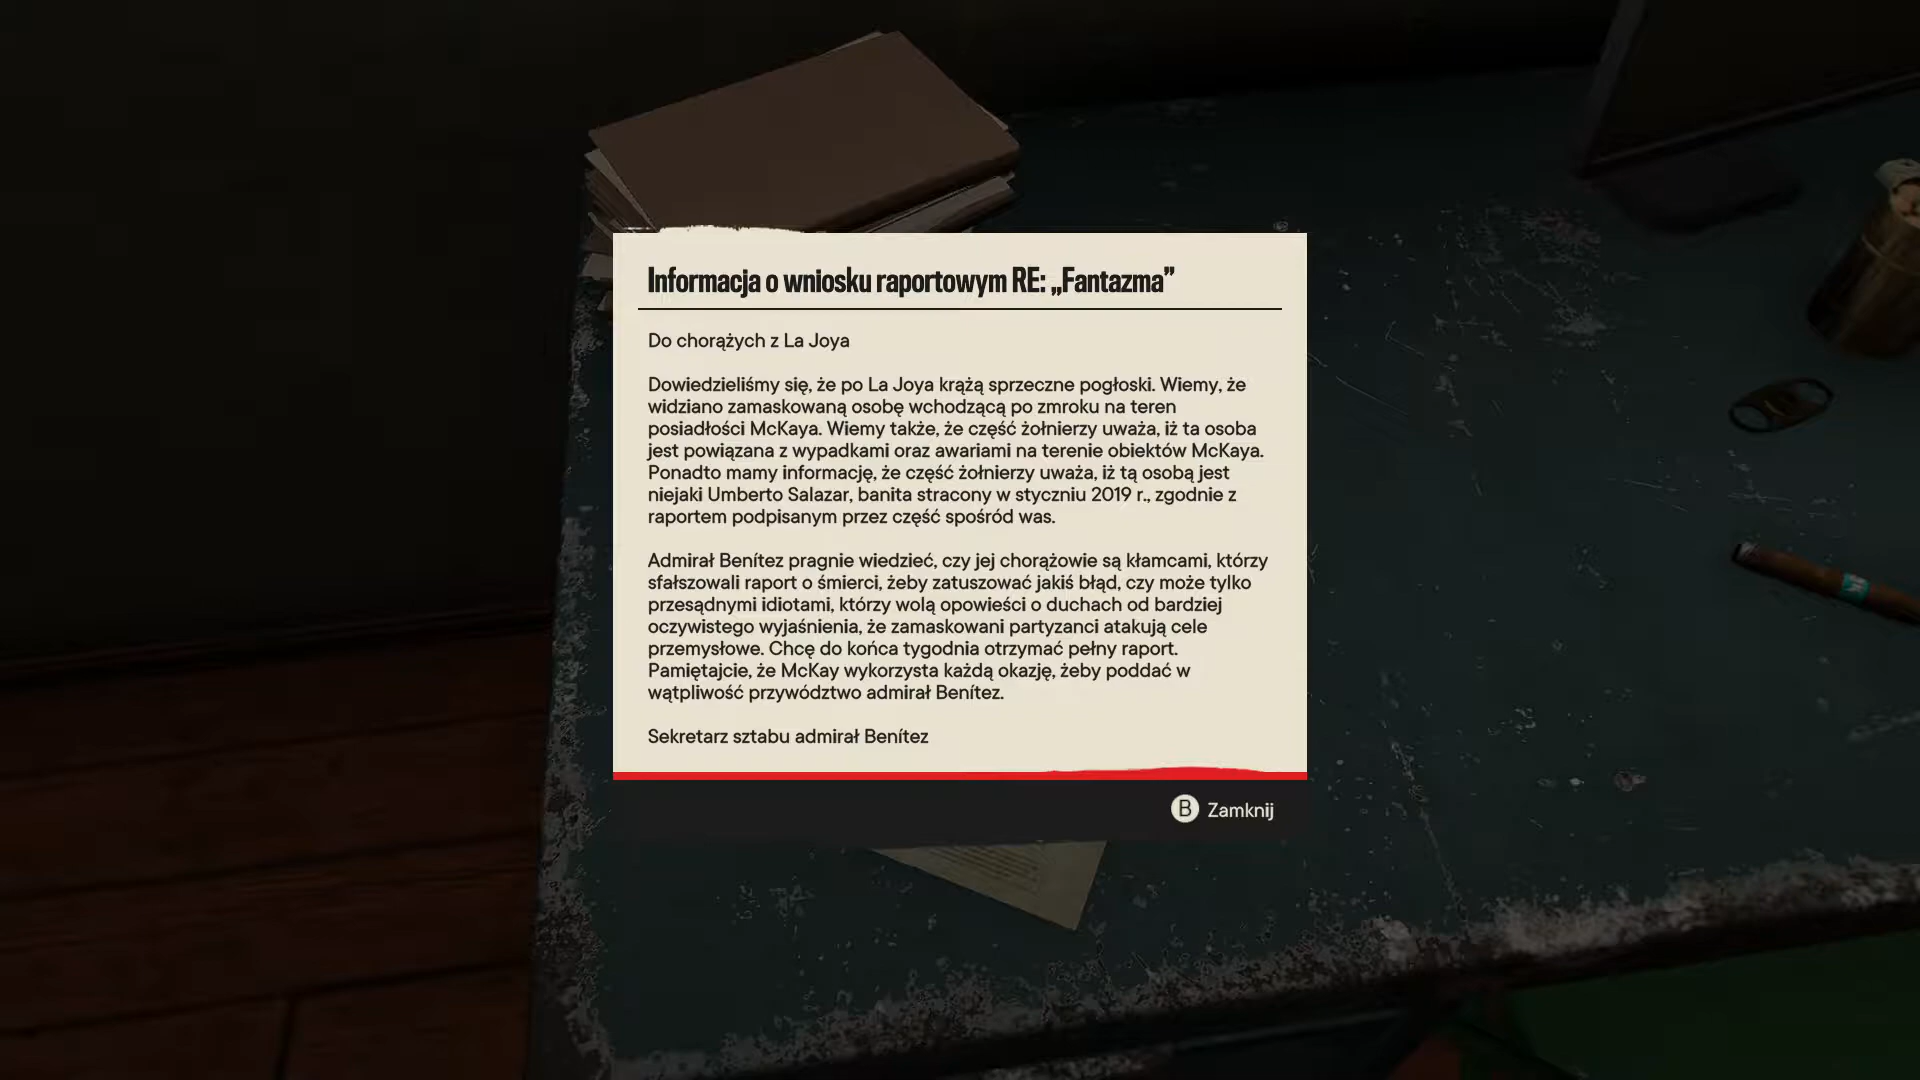 Informacja o wniosku raportowym RE: „Fantazma”
Do chorążych z La Joya
Dowiedzieliśmy się, że po La Joya krążą sprzeczne pogłoski. Wiemy, że
widziano zamaskowaną osobę wchodzącą po zmroku na teren
posiadłości McKaya. Wiemy także, że część żołnierzy uważa, iż ta osoba
jest powiązana z wypadkami oraz awariami na terenie obiektów McKaya.
Ponadto mamy informację, że część żołnierzy uważa, iż tą osobą jest
niejaki Umberto Salazar, banita stracony w styczniu 2019 r., zgodnie z
raportem podpisanym przez część spośród was.
Admirał Benítez pragnie wiedzieć, czy jej chorążowie są kłamcami, którzy
sfałszowali raport o śmierci, żeby zatuszować jakiś błąd, czy może tylko
przesądnymi idiotami, którzy wolą opowieści o duchach od bardziej
oczywistego wyjaśnienia, że zamaskowani partyzanci atakują cele
przemysłowe. Chcę do końca tygodnia otrzymać pełny raport.
Pamiętajcie, że McKay wykorzysta każdą okazję, żeby poddać w
wątpliwość przywództwo admirał Benítez.
Sekretarz sztabu admirał Benítez
B Zamknij